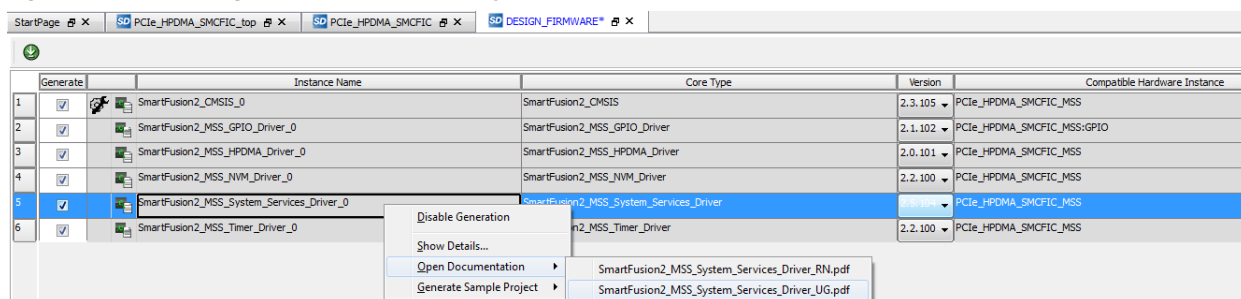 StartPage PCIe_HPDMA_SMCFIC_top PCIe_HPDMA_SMCFIC DESIGN_FIRMWARE*
Generate Instance Name Core Type Version Compatible Hardware Instance
1 SmartFusion2_CMSIS_0 SmartFusion2_CMSIS 2.3.105 PCIe_HPDMA_SMCFIC_MSS
2 SmartFusion2_MSS_GPIO_Driver_0 SmartFusion2_MSS_GPIO_Driver 2.1.102 PCIe_HPDMA_SMCFIC_MSS:GPIO
3 SmartFusion2_MSS_HPDMA_Driver_0 SmartFusion2_MSS_HPDMA_Driver 2.0.101 PCIe_HPDMA_SMCFIC_MSS
4 SmartFusion2_MSS_NVM_Driver_0 SmartFusion2_MSS_NVM_Driver 2.2.100 PCIe_HPDMA_SMCFIC_MSS
5 SmartFusion2_MSS_System_Services_Driver_0 SmartFusion2_MSS_System_Services_Driver PCIe_HPDMA_SMCFIC_MSS
6 SmartFusion2_MSS_Timer_Driver_0 n2_MSS_Timer_Driver 2.2.100 PCIe_HPDMA_SMCFIC_MSS
Disable Generation
Show Details...
Open Documentation SmartFusion2_MSS_System_Services_Driver_RN.pdf
Generate Sample Project SmartFusion2_MSS_System_Services_Driver_UG.pdf